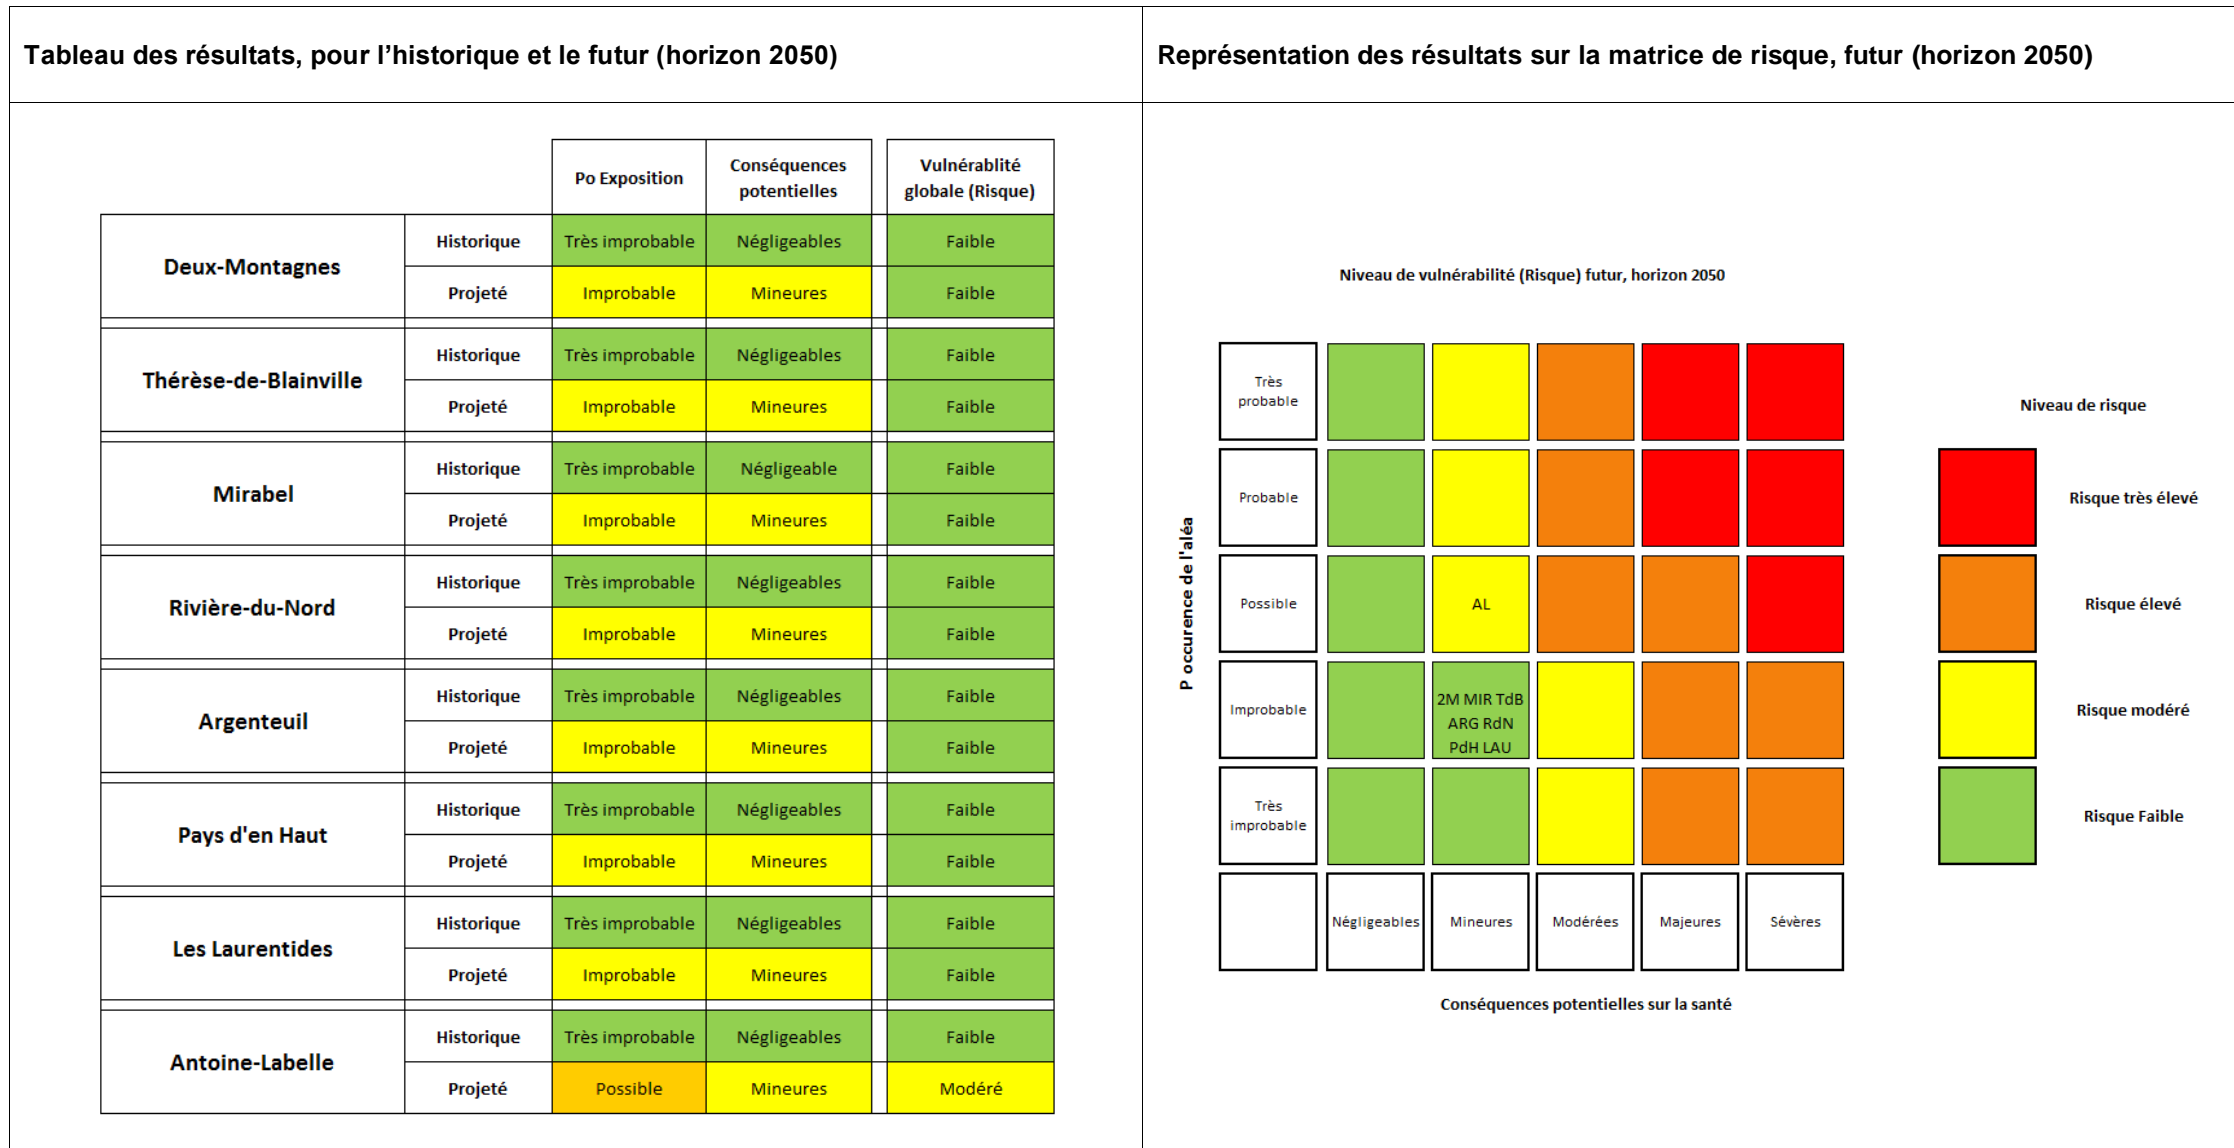 Tableau des résultats, pour l’historique et le futur (horizon 2050)
Représentation des résultats sur la matrice de risque, futur (horizon 2050)
Po Exposition
Conséquences
potentielles
Vulnérablité
globale (Risque)
Deux-Montagnes
Historique
Très improbable
Négligeables
Faible
Projeté
Improbable
Mineures
Faible
Thérèse-de-Blainville
Historique
Très improbable
Négligeables
Faible
Projeté
Improbable
Mineures
Faible
Mirabel
Historique
Très improbable
Négligeable
Faible
Projeté
Improbable
Mineures
Faible
Rivière-du-Nord
Historique
Très improbable
Négligeables
Faible
Projeté
Improbable
Mineures
Faible
Argenteuil
Historique
Très improbable
Négligeables
Faible
Projeté
Improbable
Mineures
Faible
Pays d'en Haut
Historique
Très improbable
Négligeables
Faible
Projeté
Improbable
Mineures
Faible
Les Laurentides
Historique
Très improbable
Négligeables
Faible
Projeté
Improbable
Mineures
Faible
Antoine-Labelle
Historique
Très improbable
Négligeables
Faible
Projeté
Possible
Mineures
Modéré
Niveau de vulnérabilité (Risque) futur, horizon 2050
P occurence de l'aléa
Très
probable
Probable
Possible
AL
Improbable
2M MIR TdB
ARG RdN
PdH LAU
Très
improbable
Négligeables
Mineures
Modérées
Majeures
Sévères
Conséquences potentielles sur la santé
Niveau de risque
Risque très élevé
Risque élevé
Risque modéré
Risque Faible